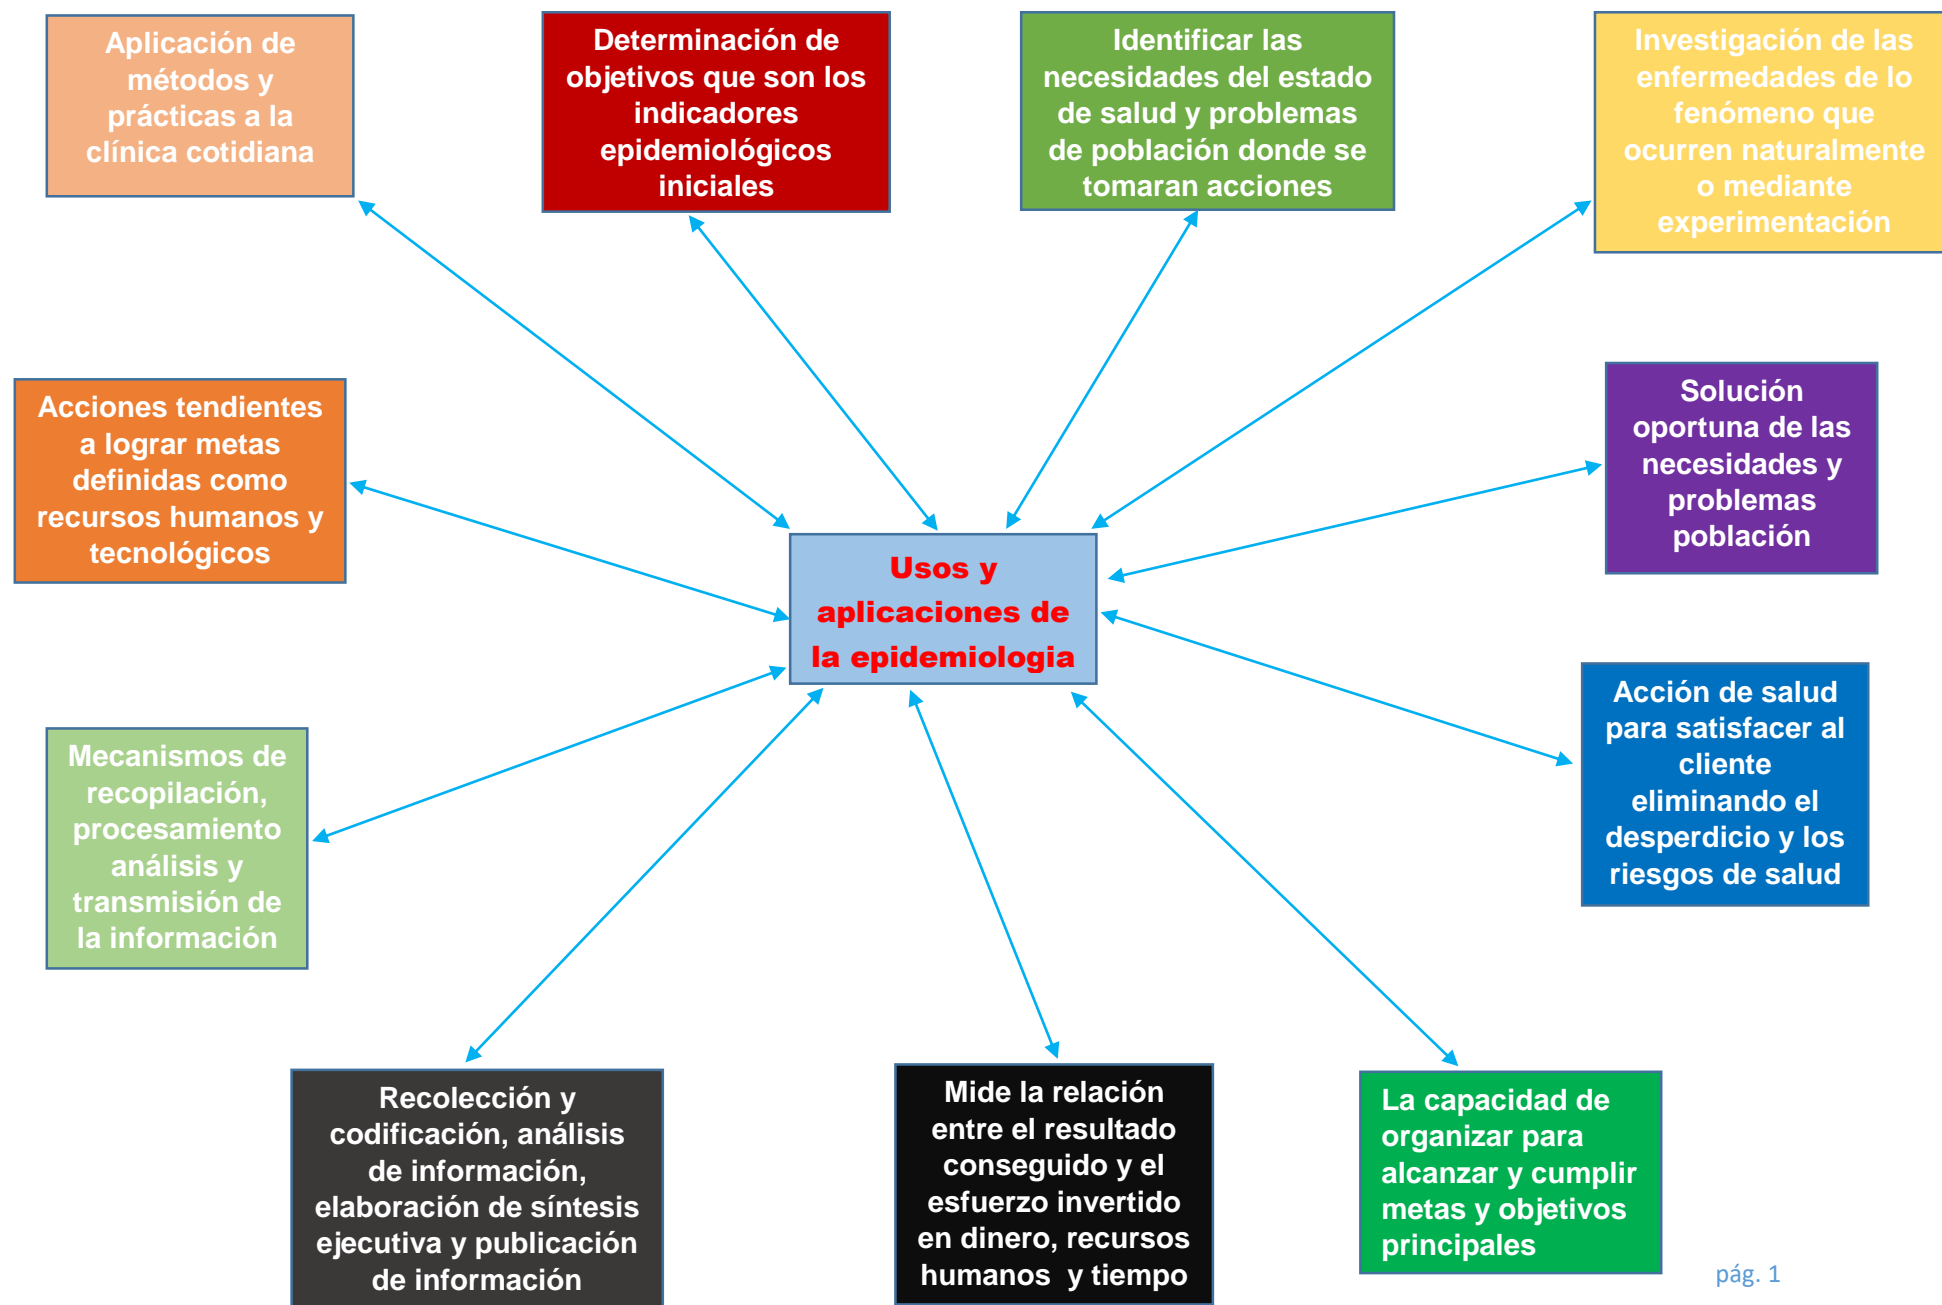 Aplicación de
métodos y
prácticas a la
clínica cotidiana
Determinación de
objetivos que son los
indicadores
epidemiológicos
iniciales
Identificar las
necesidades del estado
de salud y problemas
de población donde se
tomaran acciones
Investigación de las
enfermedades de lo
fenómeno que
ocurren naturalmente
o mediante
experimentación
Acciones tendientes
a lograr metas
definidas como
recursos humanos y
tecnológicos
Solución
oportuna de las
necesidades y
problemas
población
Usos y
aplicaciones de
la epidemiologia
Mecanismos de
recopilación,
procesamiento
análisis y
transmisión de
la información
Acción de salud
para satisfacer al
cliente
eliminando el
desperdicio y los
riesgos de salud
Recolección y
codificación, análisis
de información,
elaboración de síntesis
ejecutiva y publicación
de información
Mide la relación
entre el resultado
conseguido y el
esfuerzo invertido
en dinero, recursos
humanos  y tiempo
La capacidad de
organizar para
alcanzar y cumplir
metas y objetivos
principales
pág. 1